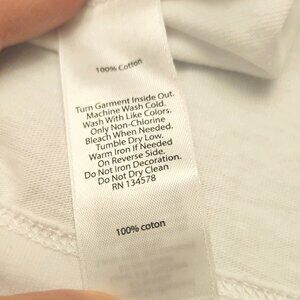 100% Cotton
Turn Garment Inside Out.
Machine Wash Cold.
Wash With Like Colors.
Only Non-Chlorine
Bleach When Needed.
Tumble Dry Low.
Warm Iron If Needed
On Reverse Side.
Do Not Iron Decoration.
Do Not Dry Clean
RN 134578
100% coton